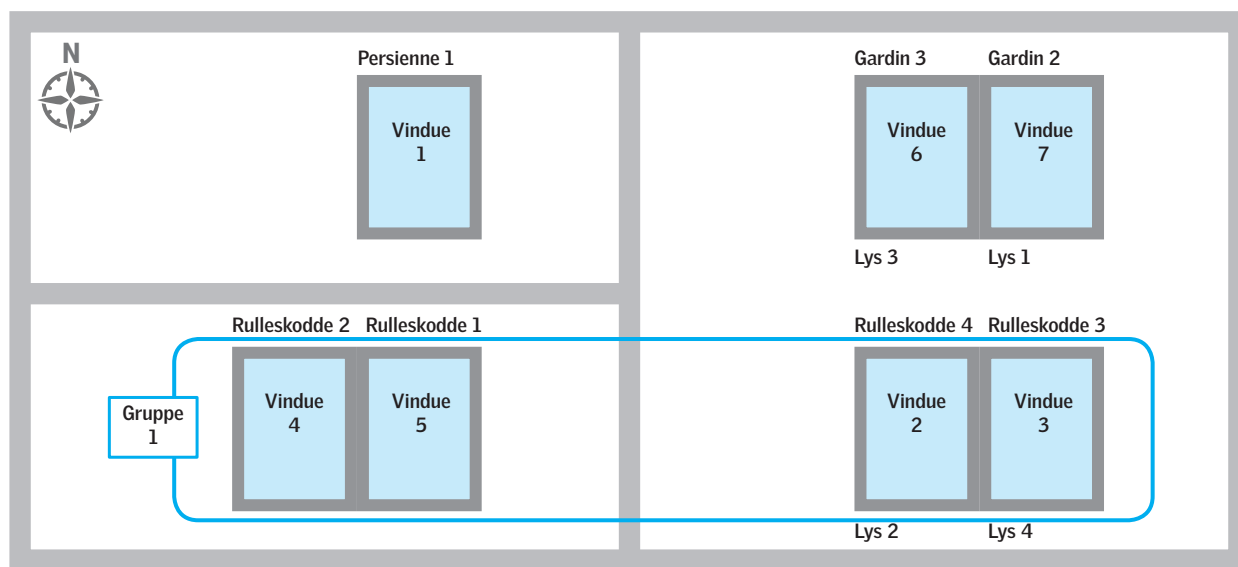 N
Persienne 1
Vindue
1
Gardin 3 Gardin 2
Vindue
6
Vindue
7
Lys 3 Lys 1
Rulleskodde 2 Rulleskodde 1
Gruppe
1
Vindue
4
Vindue
5
Rulleskodde 4 Rulleskodde 3
Vindue
2
Vindue
3
Lys 2 Lys 4